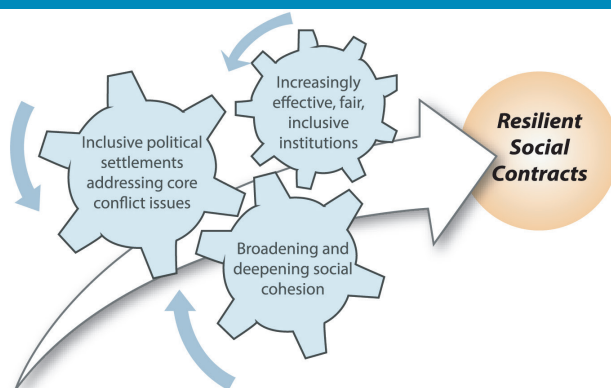 Increasingly
effective, fair,
inclusive
institutions
Inclusive political
settlements
addressing core
conflict issues
Broadening and
deepening social
cohesion
Resilient
Social
Contracts